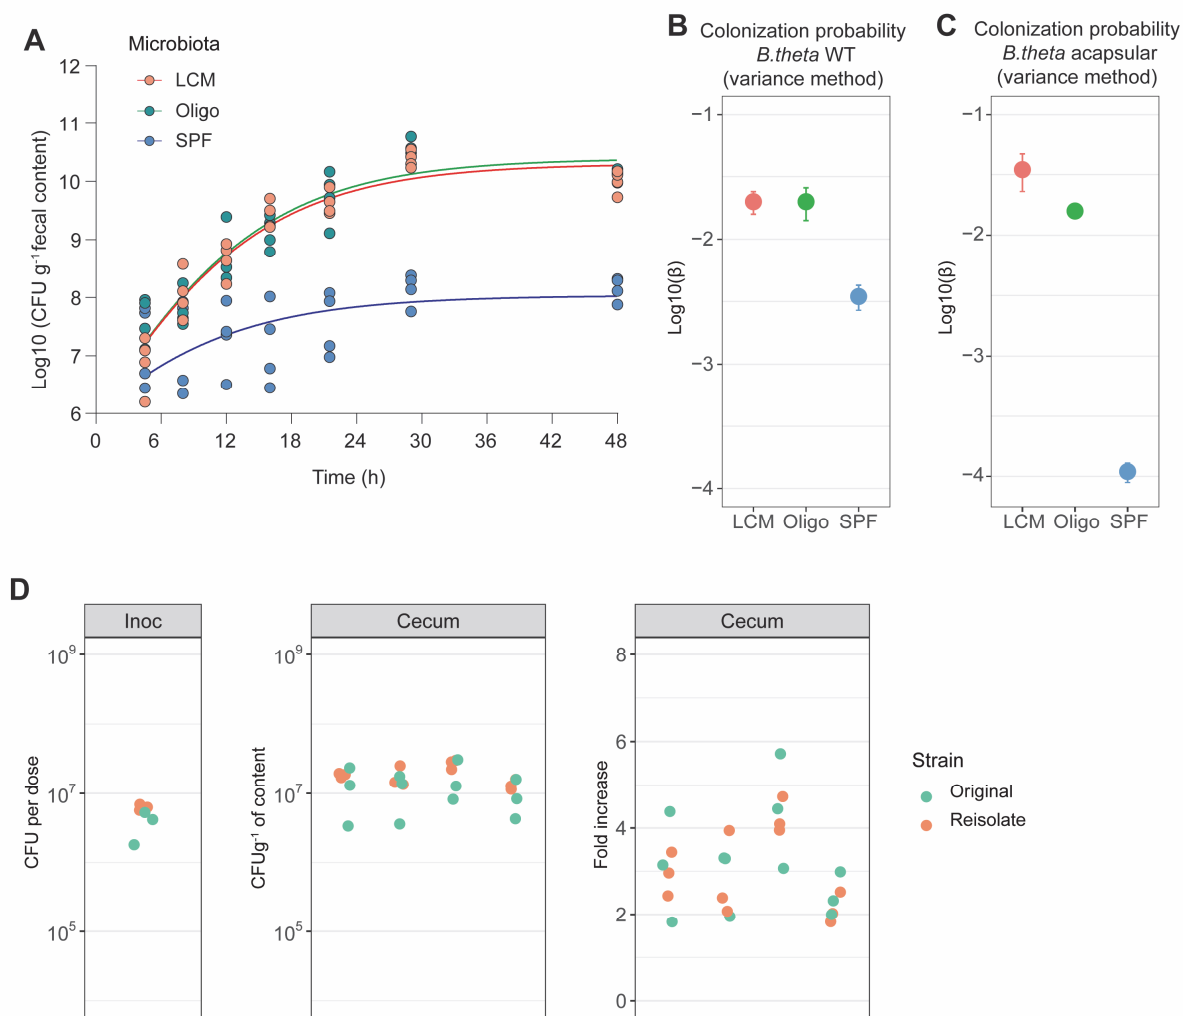 A
Microbiota
LCM
Oligo
SPF
Log10 (CFU g-1 fecal content)
12
11
10
9
8
7
6
0 6 12 18 24 30 36 42 48
Time (h)
B
Colonization probability
B.theta WT
(variance method)
Log10(β)
−1
−2
−3
−4
LCM Oligo SPF
C
Colonization probability
B.theta acapsular
(variance method)
Log10(β)
−1
−2
−3
−4
LCM Oligo SPF
D
Inoc
CFU per dose
10⁹
10⁷
10⁵
Cecum
CFUg-1 of content
10⁹
10⁷
10⁵
Cecum
Fold increase
8
6
4
2
0
Strain
Original
Reisolate